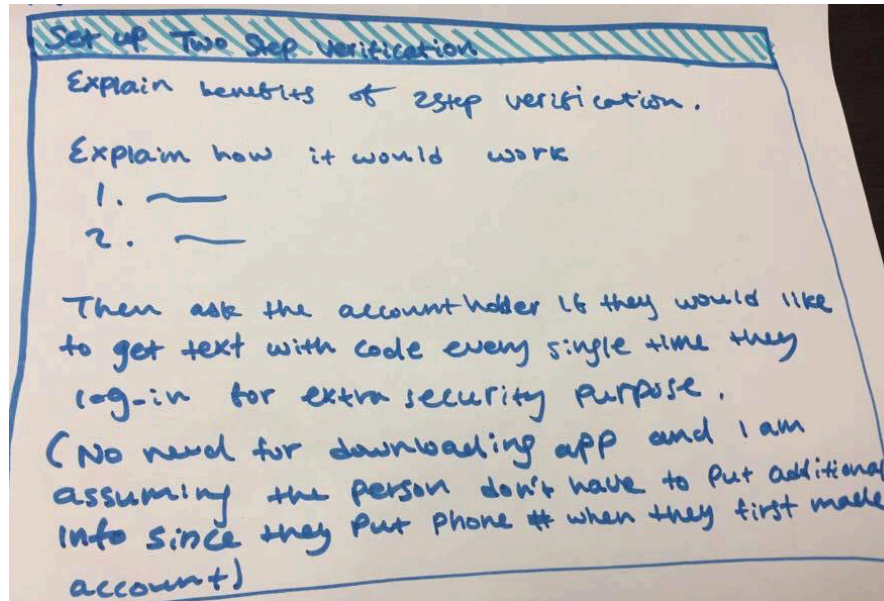 Set up Two Step Verification
Explain benefits of 2step verification.
Explain how it would work
1.
2.
Then ask the accountholder if they would like
to get text with code every single time they
log-in for extra security purpose.
(No need for downloading app and I am
assuming the person don't have to put additional
info since they put phone # when they first made
account)